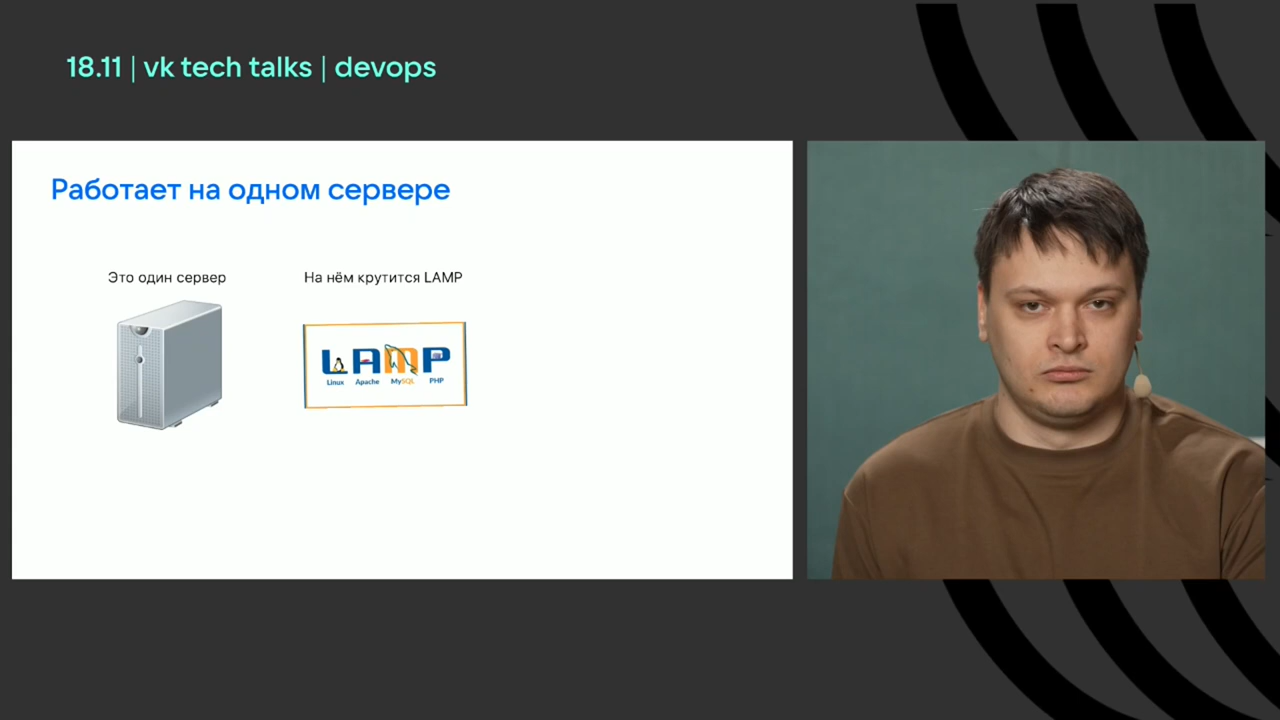 18.11 | vk tech talks | devops
Работает на одном сервере
Это один сервер
На нём крутится LAMP
LAMP
Linux Apache MySQL PHP